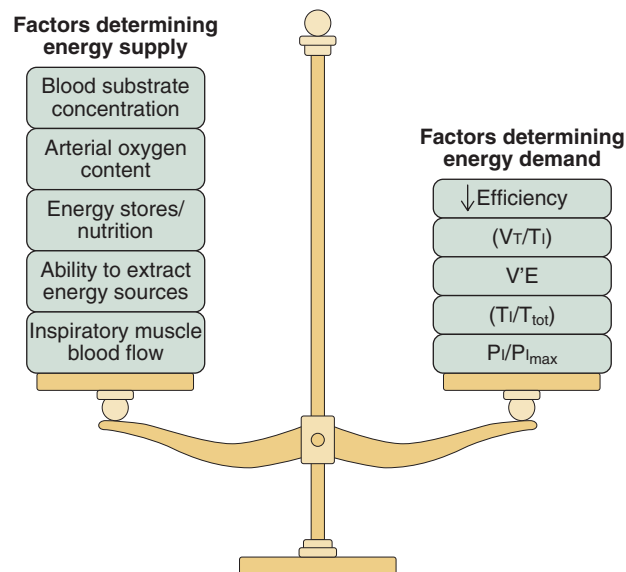 Factors determining
energy supply
Blood substrate
concentration
Arterial oxygen
content
Energy stores/
nutrition
Ability to extract
energy sources
Inspiratory muscle
blood flow
Factors determining
energy demand
↓Efficiency
(VT/TI)
V'E
(TI/Ttot)
PI/PImax